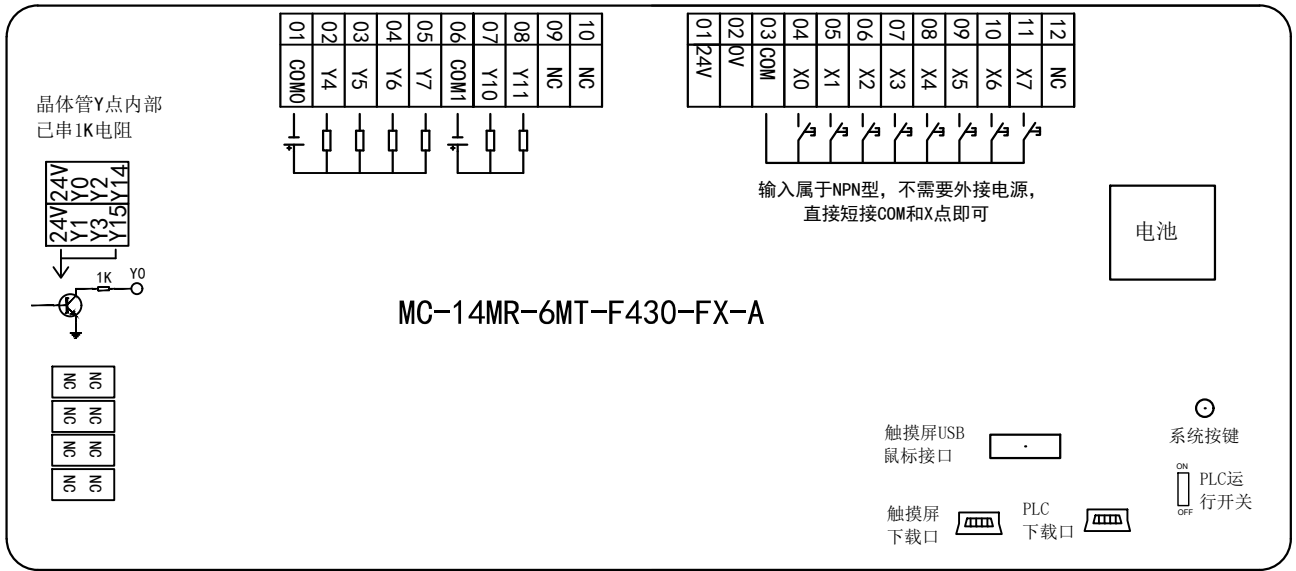 01 02 03 04 05 06 07 08 09 10
COM0 Y4 Y5 Y6 Y7 COM1 Y10 Y11 NC NC
01 02 03 04 05 06 07 08 09 10 11 12
24V 0V COM X0 X1 X2 X3 X4 X5 X6 X7 NC
晶体管Y点内部
已串1K电阻
24V 24V
Y1 Y0
Y3 Y2
Y15 Y14
1K Y0
输入属于NPN型，不需要外接电源，
直接短接COM和X点即可
电池
MC-14MR-6MT-F430-FX-A
NC NC
NC NC
NC NC
NC NC
触摸屏USB
鼠标接口
系统按键
ON
OFF
PLC运
行开关
触摸屏
下载口
PLC
下载口